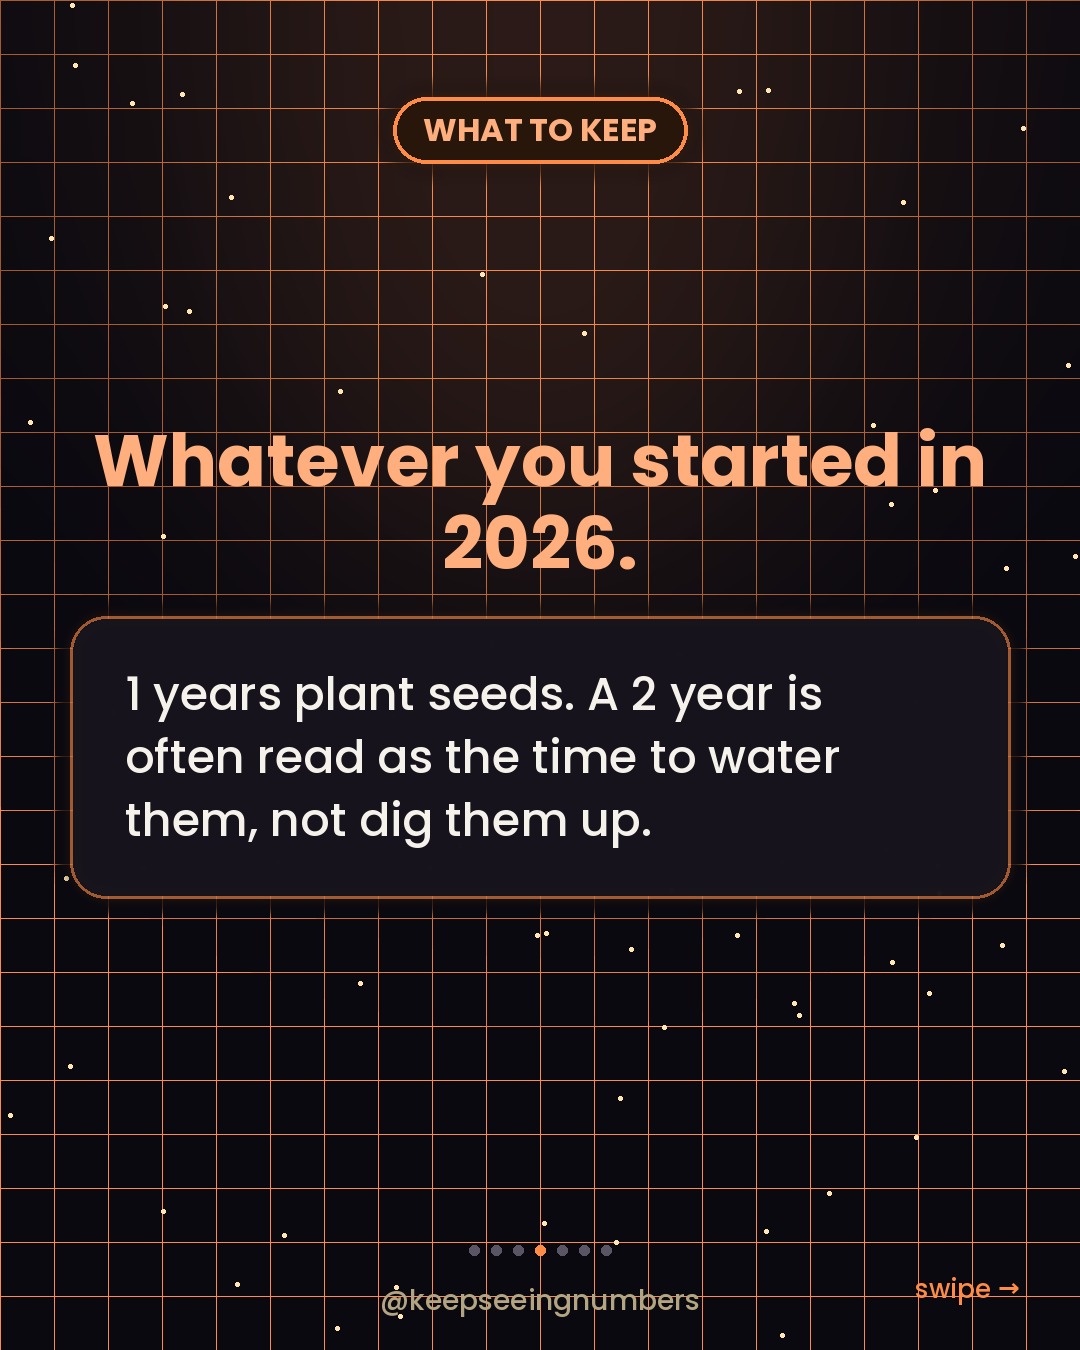 WHAT TO KEEP
Whatever you started in
2026.
1 years plant seeds. A 2 year is
often read as the time to water
them, not dig them up.
swipe →
@keepseeingnumbers